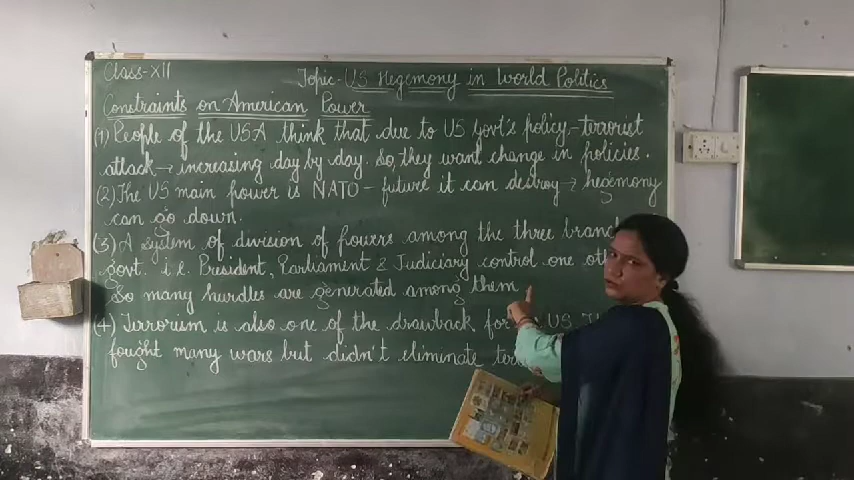 Class-XII
Topic-US Hegemony in World Politics
Constraints on American Power
(1) People of the USA think that due to US Govt's policy,-terrorist
attack → increasing day by day. So, they want change in policies.
(2) The US main power is NATO - future it can destroy → hegemony
can go down.
(3) A system of division of powers among the three
govt. i.e. President, Parliament & Judiciary control one
So many hurdles are generated among them
(4) Terrorism is also one of the drawback for US
fought many wars but didn't eliminate